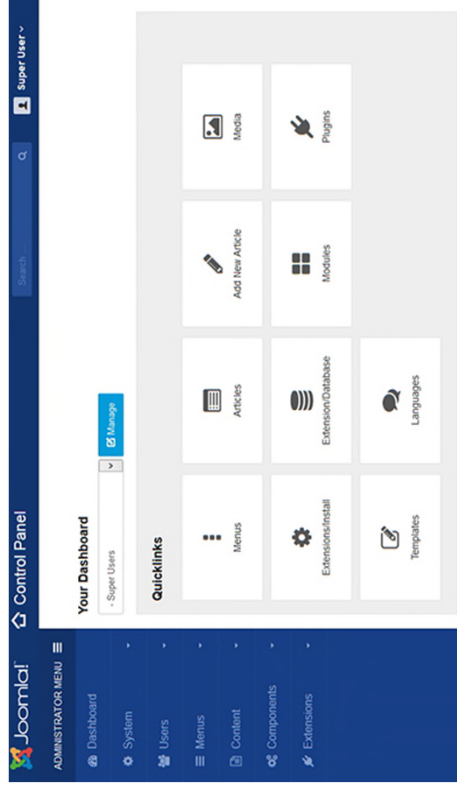 Joomla!
Control Panel
Search ...
Super User
ADMINISTRATOR MENU
Dashboard
System
Users
Menus
Content
Components
Extensions
Your Dashboard
- Super Users
Manage
Quicklinks
Menus
Articles
Add New Article
Media
Extensions/Install
Extension/Database
Modules
Plugins
Templates
Languages